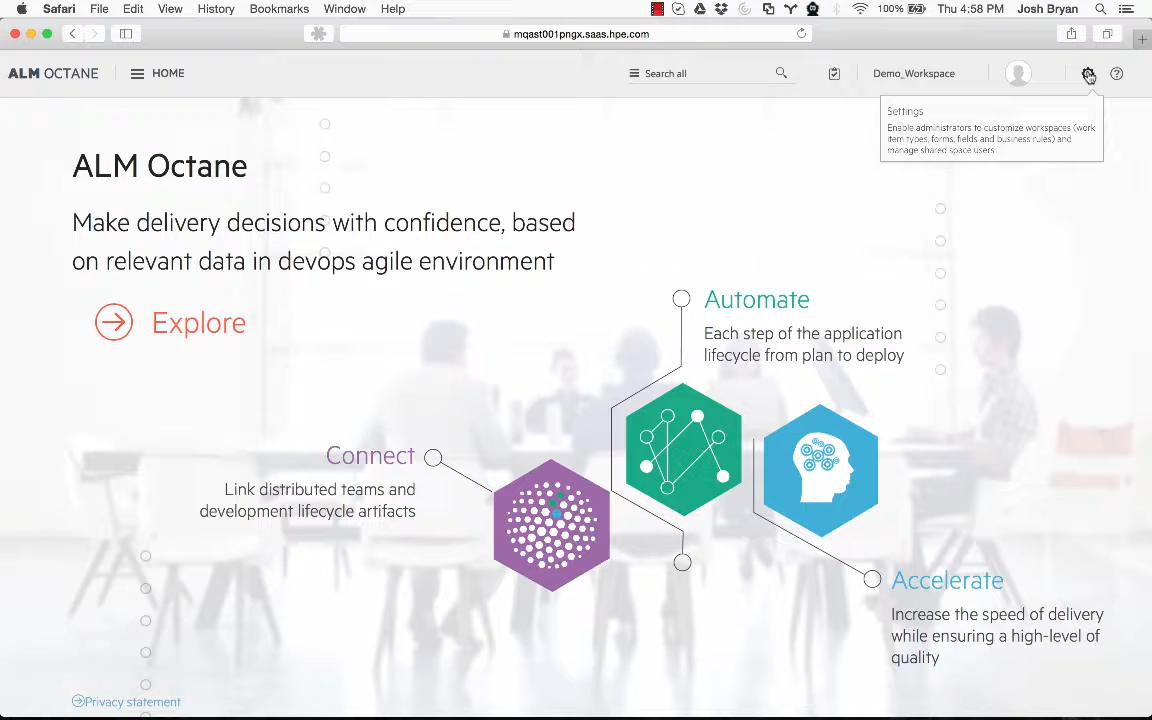 Safari File Edit View History Bookmarks Window Help 100% Thu 4:58 PM Josh Bryan
mqast001pngx.saas.hpe.com
ALM OCTANE HOME Search all Demo_Workspace
Settings
Enable administrators to customize workspaces (work
item types, forms, fields and business rules) and
manage shared space users
ALM Octane
Make delivery decisions with confidence, based
on relevant data in devops agile environment
Explore
Automate
Each step of the application
lifecycle from plan to deploy
Connect
Link distributed teams and
development lifecycle artifacts
Accelerate
Increase the speed of delivery
while ensuring a high-level of
quality
Privacy statement